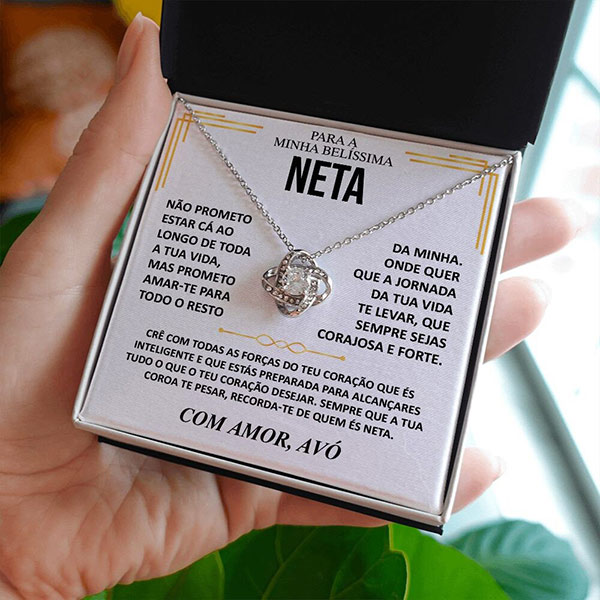 PARA A
MINHA BELÍSSIMA
NETA
NÃO PROMETO
ESTAR CÁ AO
LONGO DE TODA
A TUA VIDA,
MAS PROMETO
AMAR-TE PARA
TODO O RESTO
DA MINHA.
ONDE QUER
QUE A JORNADA
DA TUA VIDA
TE LEVAR, QUE
SEMPRE SEJAS
CORAJOSA E FORTE.
CRÊ COM TODAS AS FORÇAS DO TEU CORAÇÃO QUE ÉS
INTELIGENTE E QUE ESTÁS PREPARADA PARA ALCANÇARES
TUDO O QUE O TEU CORAÇÃO DESEJAR. SEMPRE QUE A TUA
COROA TE PESAR, RECORDA-TE DE QUEM ÉS NETA.
COM AMOR, AVÓ